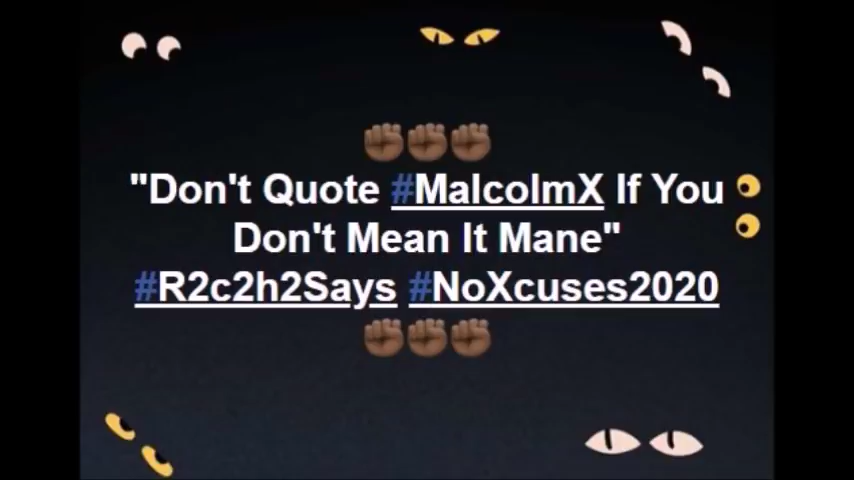 "Don't Quote #MalcolmX If You
Don't Mean It Mane"
#R2c2h2Says #NoXcuses2020